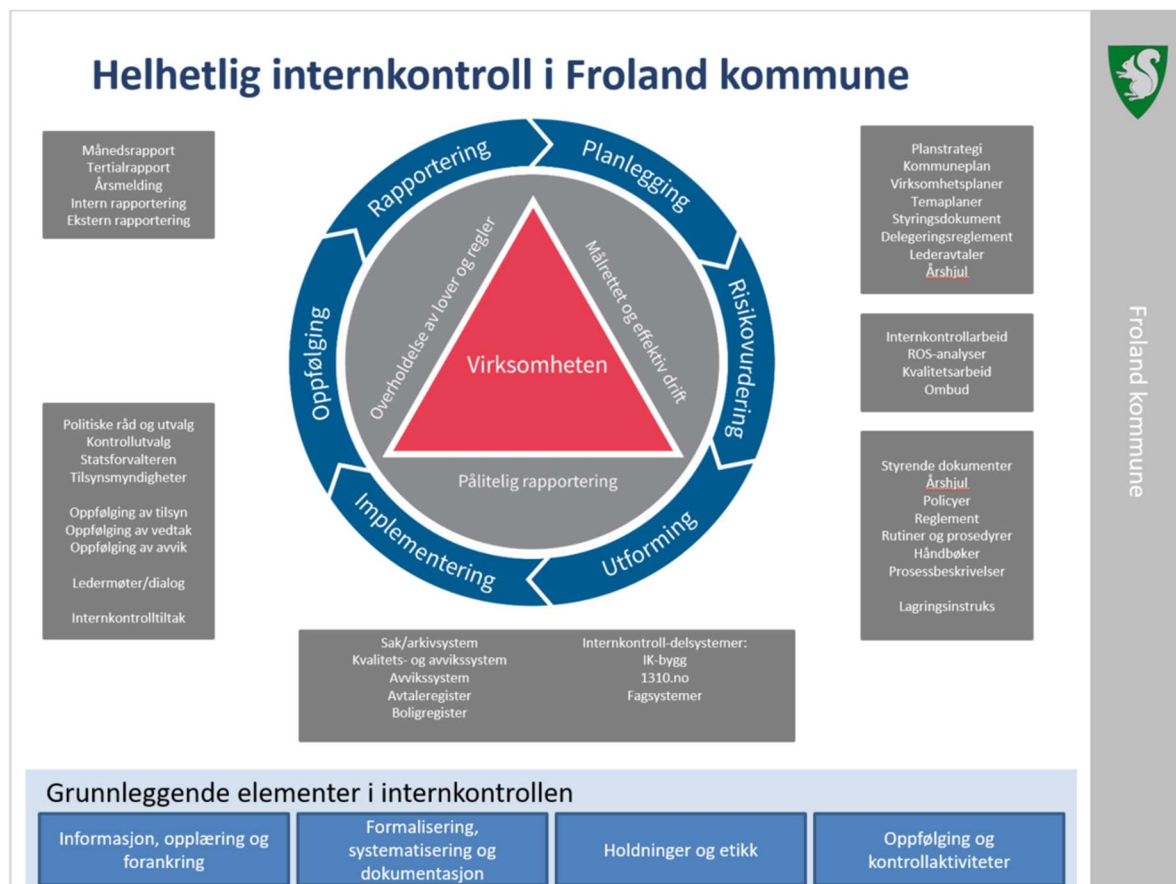 Helhetlig internkontroll i Froland kommune
Månedsrapport
Tertialrapport
Årsmelding
Intern rapportering
Ekstern rapportering
Rapportering
Planlegging
Risikovurdering
Utforming
Implementering
Oppfølging
Overholdelse av lover og regler
Målrettet og effektiv drift
Pålitelig rapportering
Virksomheten
Planstrategi
Kommuneplan
Virksomhetsplaner
Temaplaner
Styringsdokument
Delegeringsreglement
Lederavtaler
Årshjul
Internkontrollarbeid
ROS-analyser
Kvalitetsarbeid
Ombud
Styrende dokumenter
Årshjul
Policyer
Reglement
Rutiner og prosedyrer
Håndbøker
Prosessbeskrivelser
Lagringsinstruks
Politiske råd og utvalg
Kontrollutvalg
Statsforvalteren
Tilsynsmyndigheter
Oppfølging av tilsyn
Oppfølging av vedtak
Oppfølging av avvik
Ledermøter/dialog
Internkontrolltiltak
Sak/arkivsystem
Kvalitets- og avvikssystem
Avvikssystem
Avtaleregister
Boligregister
Internkontroll-delsystemer:
IK-bygg
1310.no
Fagsystemer
Froland kommune
Grunnleggende elementer i internkontrollen
Informasjon, opplæring og
forankring
Formalisering,
systematisering og
dokumentasjon
Holdninger og etikk
Oppfølging og
kontrollaktiviteter